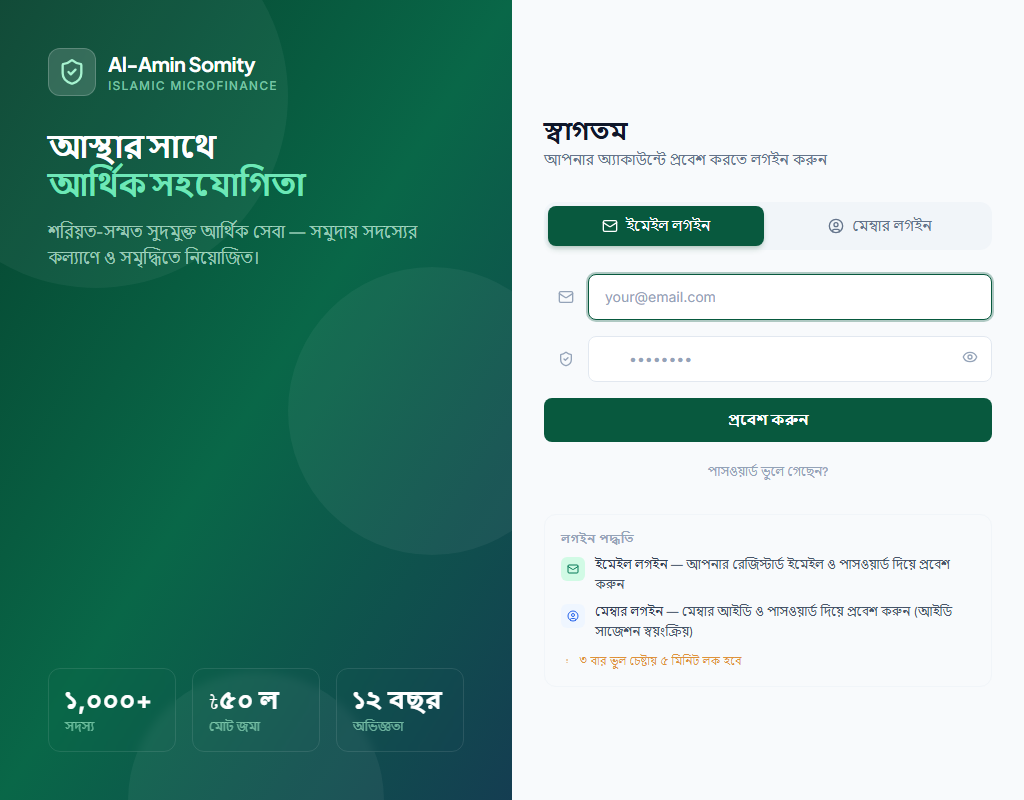 Al-Amin Somity
ISLAMIC MICROFINANCE
আস্থার সাথে
আর্থিক সহযোগিতা
শরিয়ত-সম্মত সুদমুক্ত আর্থিক সেবা — সমুদায় সদস্যের
কল্যাণে ও সমৃদ্ধিতে নিয়োজিত।
১,০০০+
সদস্য
৳৫০ ল
মোট জমা
১২ বছর
অভিজ্ঞতা
স্বাগতম
আপনার অ্যাকাউন্টে প্রবেশ করতে লগইন করুন
ইমেইল লগইন
মেম্বার লগইন
your@email.com
••••••••
প্রবেশ করুন
পাসওয়ার্ড ভুলে গেছেন?
লগইন পদ্ধতি
ইমেইল লগইন — আপনার রেজিস্টার্ড ইমেইল ও পাসওয়ার্ড দিয়ে প্রবেশ
করুন
মেম্বার লগইন — মেম্বার আইডি ও পাসওয়ার্ড দিয়ে প্রবেশ করুন (আইডি
সাজেশন স্বয়ংক্রিয়)
৩ বার ভুল চেষ্টায় ৫ মিনিট লক হবে